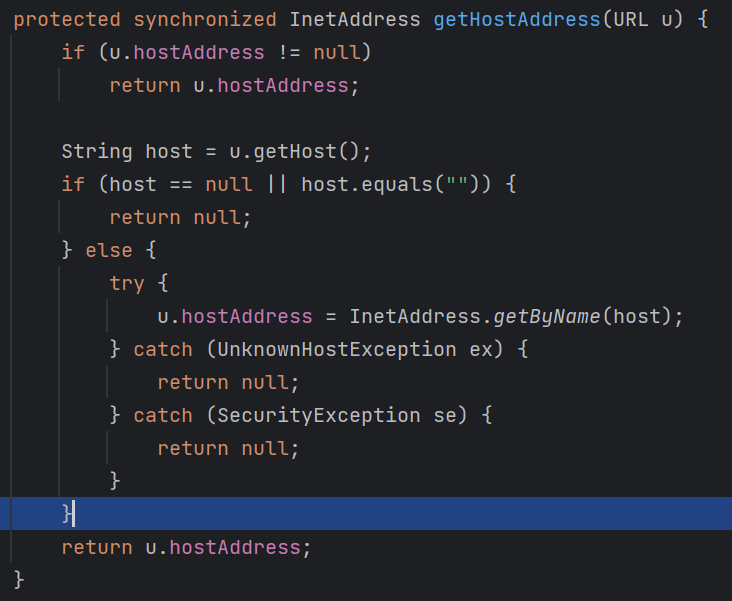 protected synchronized InetAddress getHostAddress(URL u) {
    if (u.hostAddress != null)
        return u.hostAddress;

    String host = u.getHost();
    if (host == null || host.equals("")) {
        return null;
    } else {
        try {
            u.hostAddress = InetAddress.getByName(host);
        } catch (UnknownHostException ex) {
            return null;
        } catch (SecurityException se) {
            return null;
        }
    }
    return u.hostAddress;
}